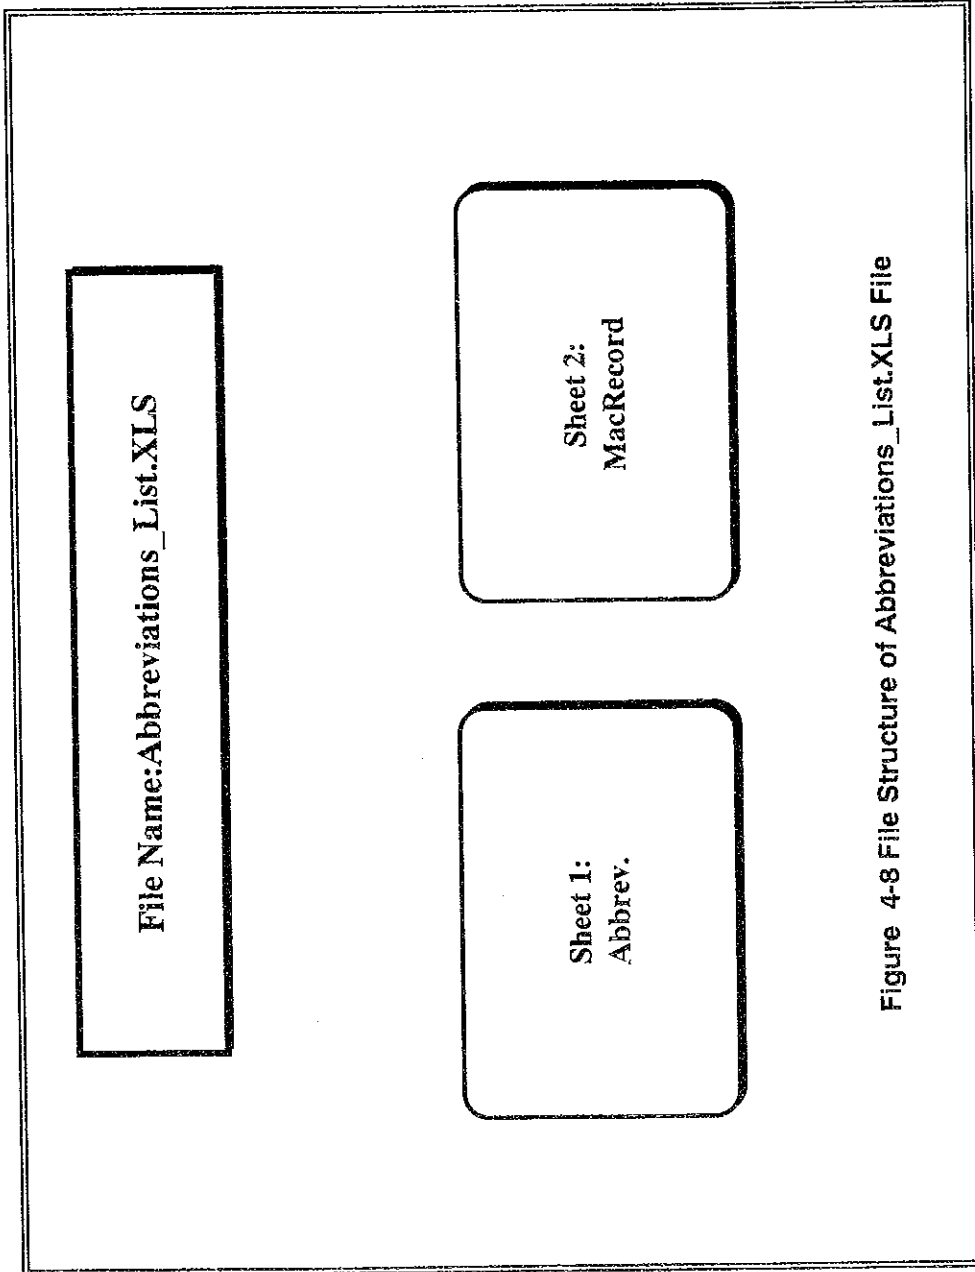 File Name:Abbreviations_List.XLS
Sheet 1:
Abbrev.
Sheet 2:
MacRecord
Figure 4-8 File Structure of Abbreviations_List.XLS File